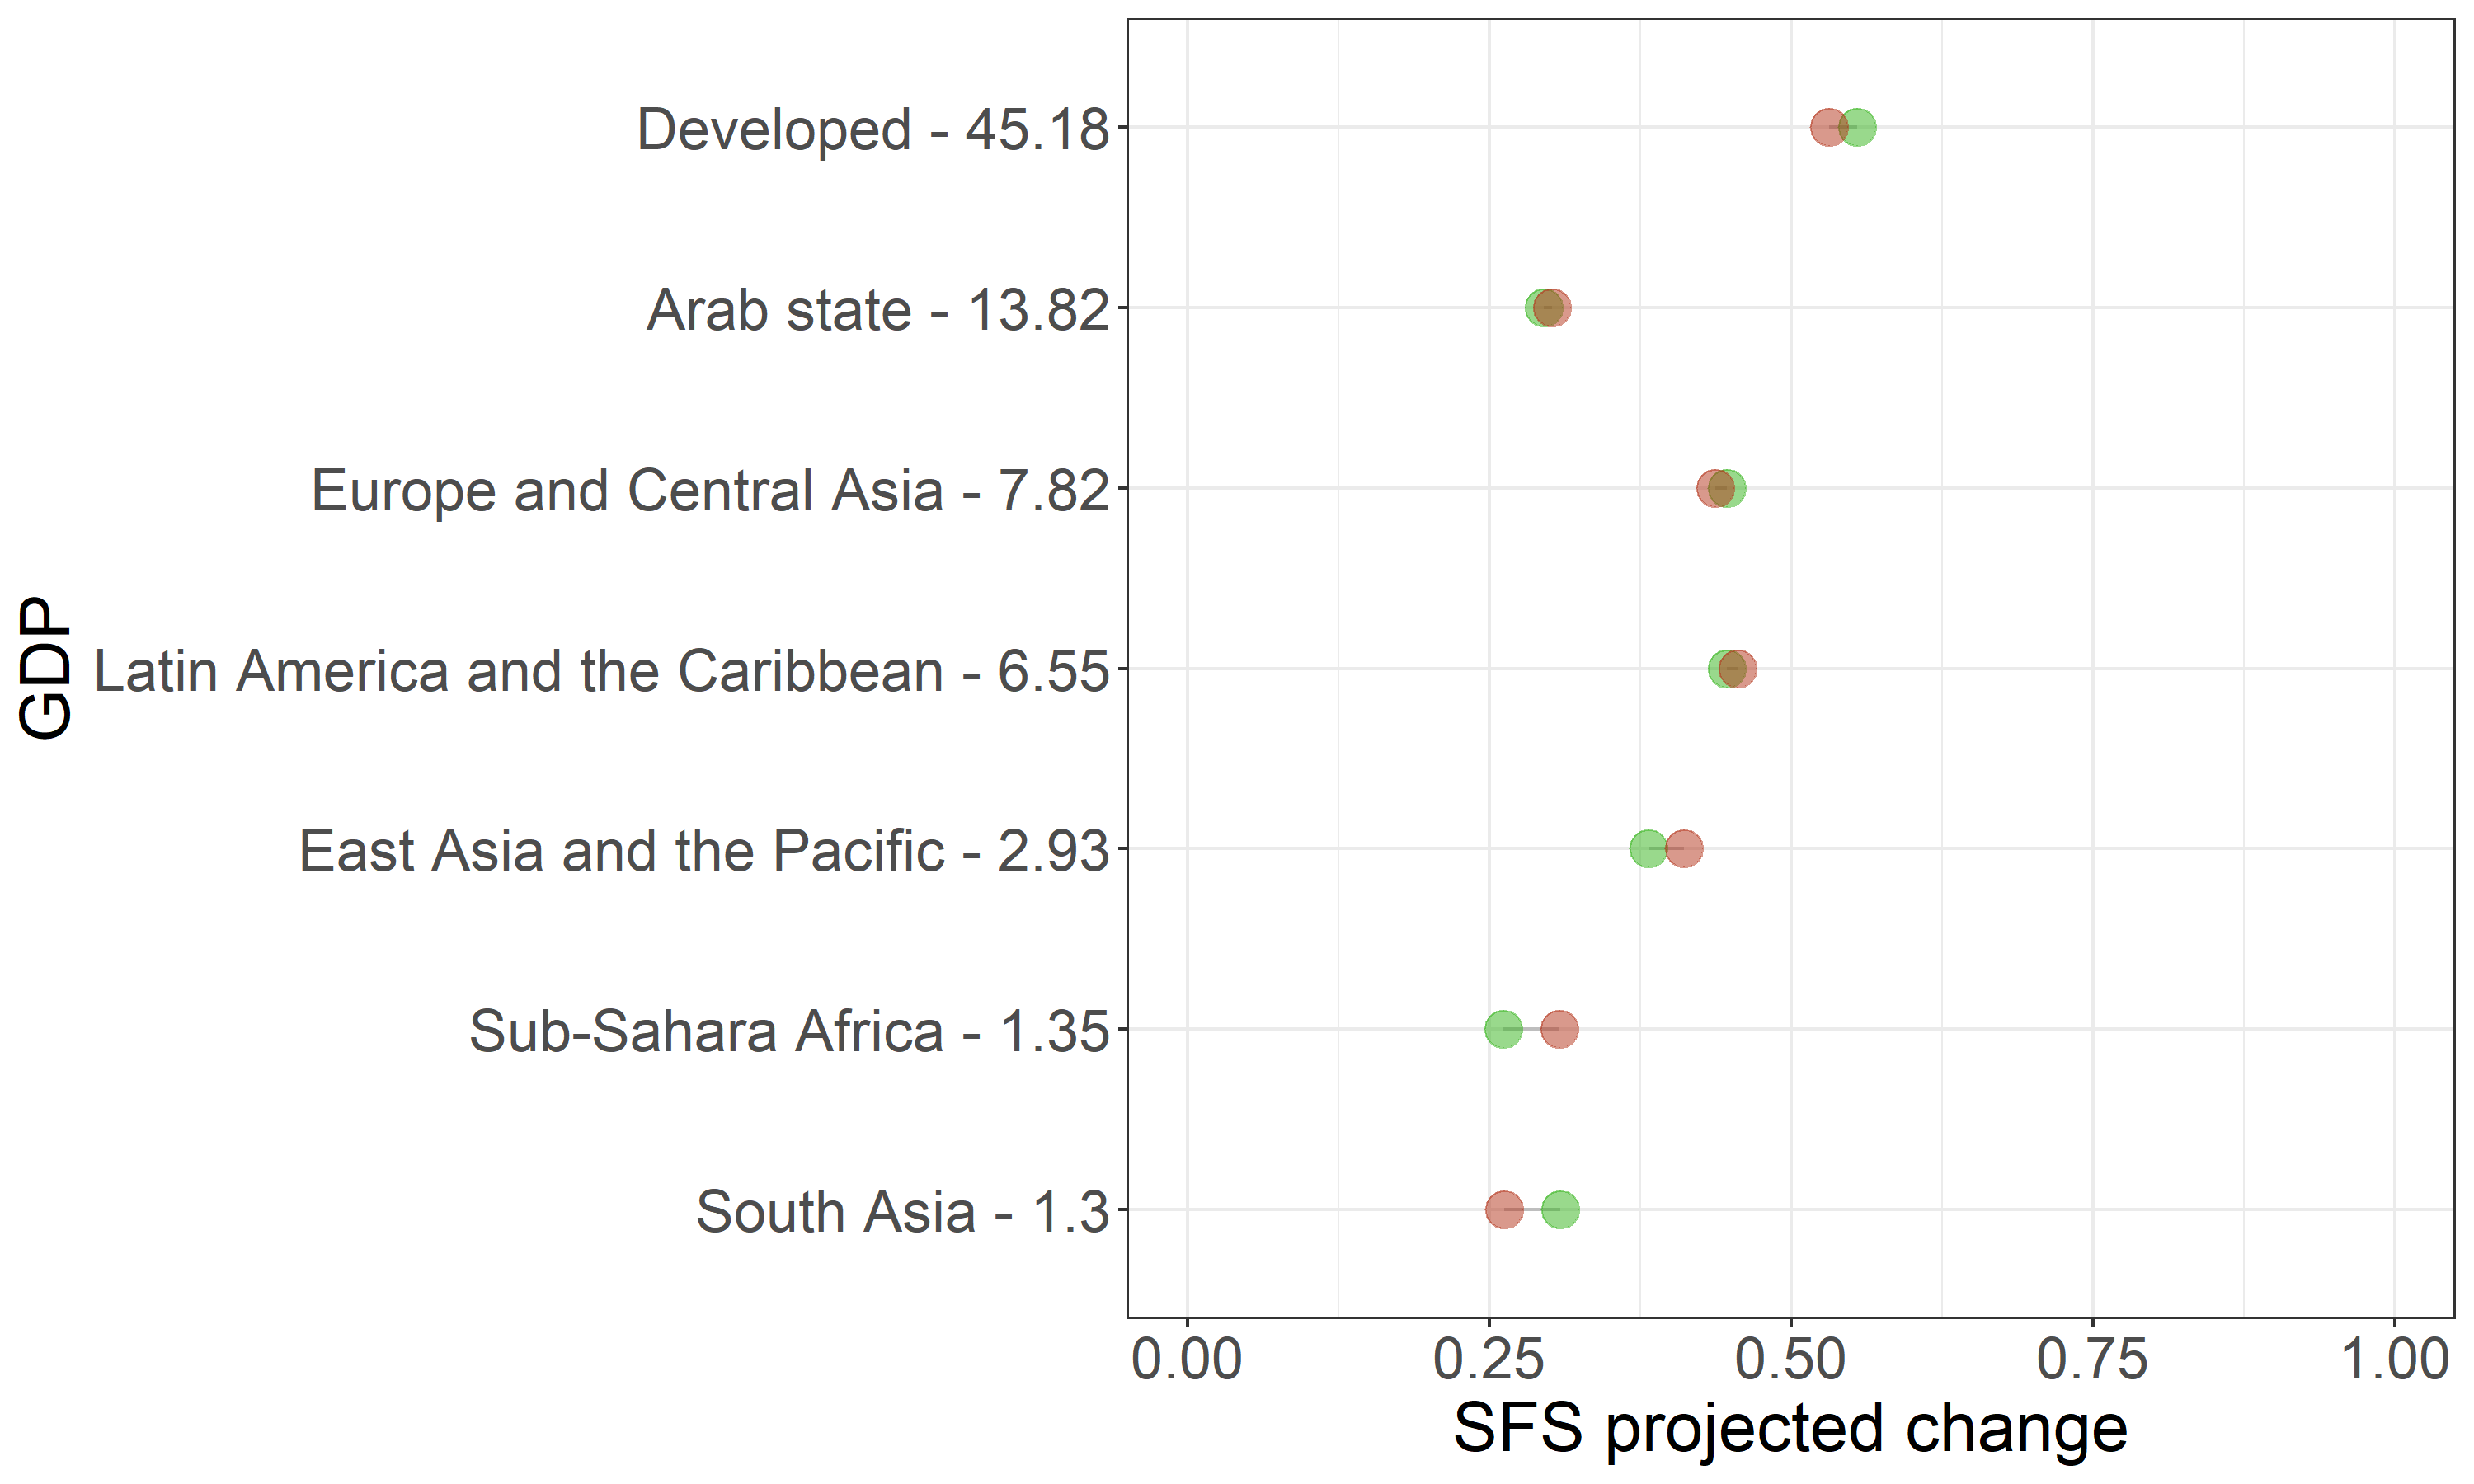 Developed - 45.18
Arab state - 13.82
Europe and Central Asia - 7.82
Latin America and the Caribbean - 6.55
East Asia and the Pacific - 2.93
Sub-Sahara Africa - 1.35
South Asia - 1.3
GDP
0.00 0.25 0.50 0.75 1.00
SFS projected change